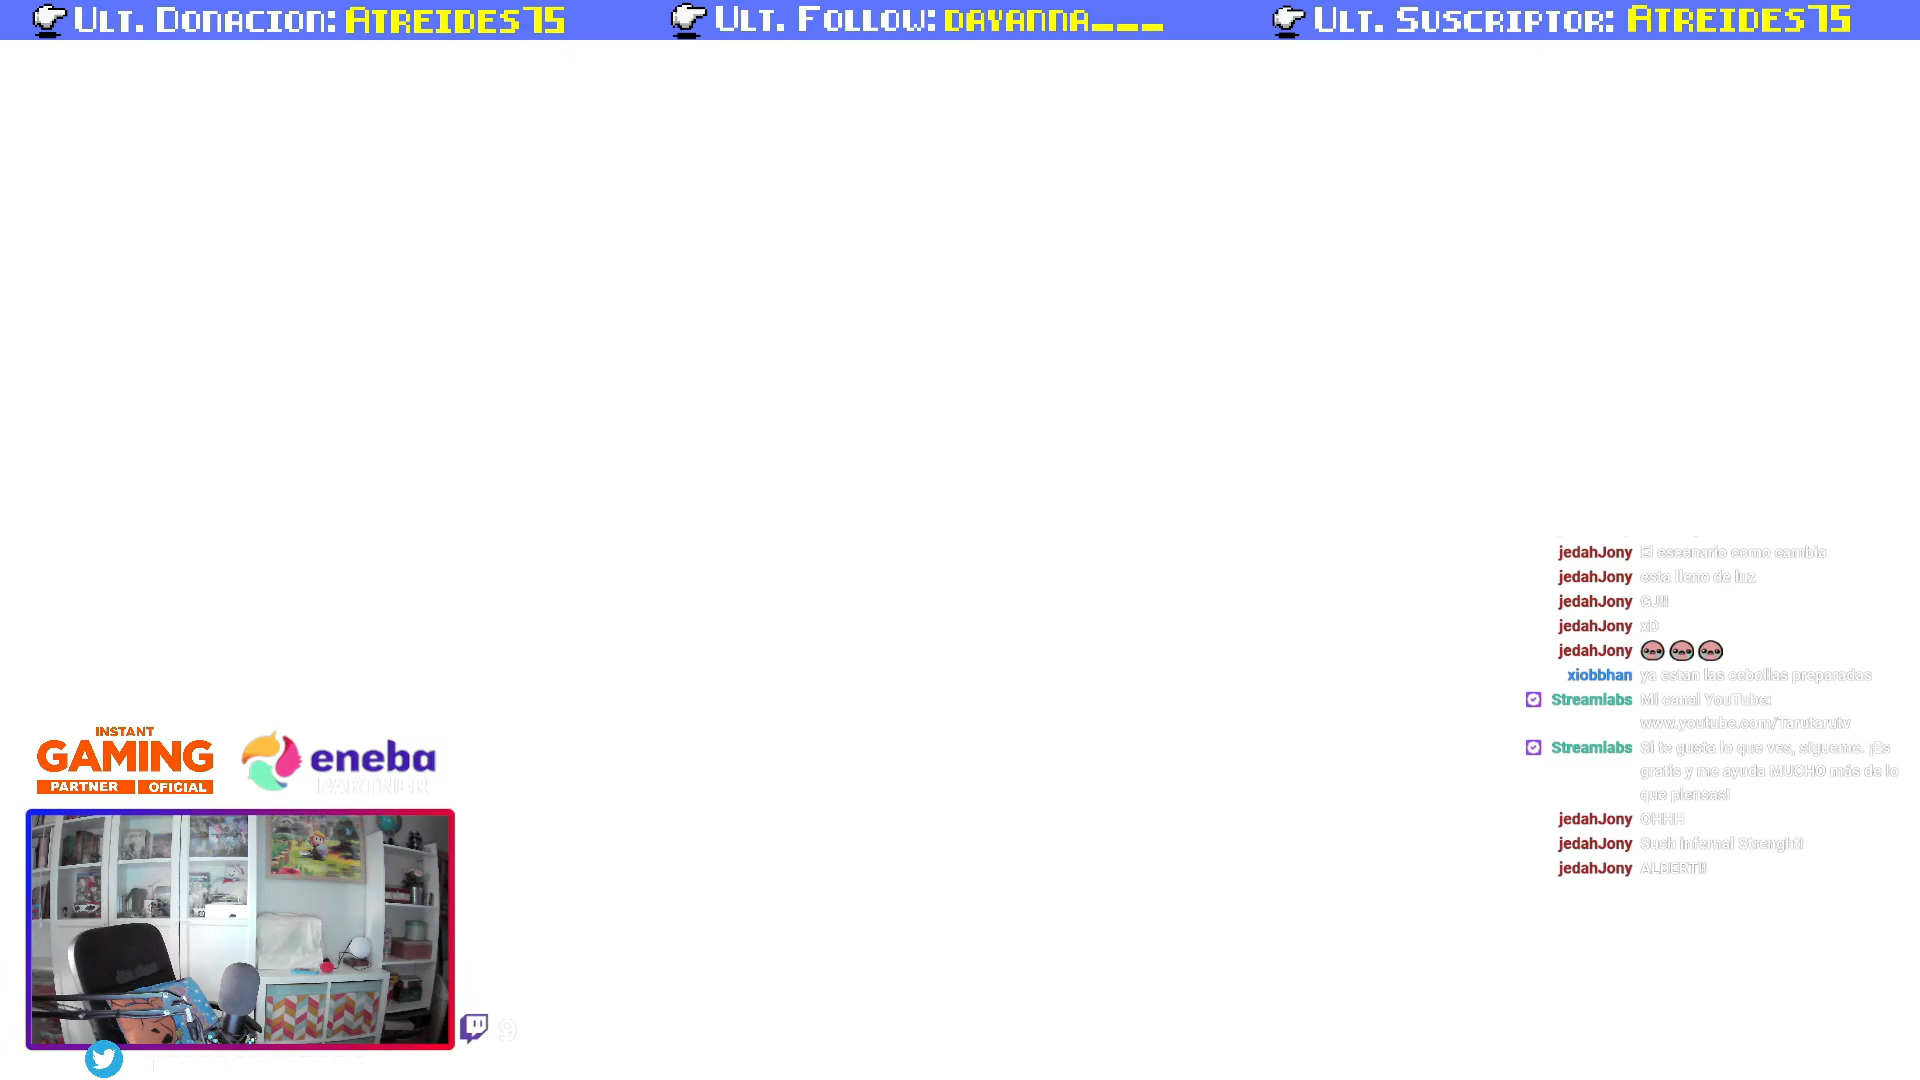 Ult. Donacion: Atreides75
Ult. Follow: davanna___
Ult. Suscriptor: Atreides75
jedahJony El escenario como cambia
jedahJony esta lleno de luz
jedahJony GJ!!
jedahJony xD
jedahJony
xiobbhan ya estan las cebollas preparadas
Streamlabs Mi canal YouTube:
www.youtube.com/Tarutarutv
Streamlabs Si te gusta lo que ves, sígueme. ¡Es
gratis y me ayuda MUCHO más de lo
que piensas!
jedahJony OHHH
jedahJony Such infernal Strenght!
jedahJony ALBERT!!
INSTANT
GAMING
PARTNER OFICIAL
eneba
PARTNER
9